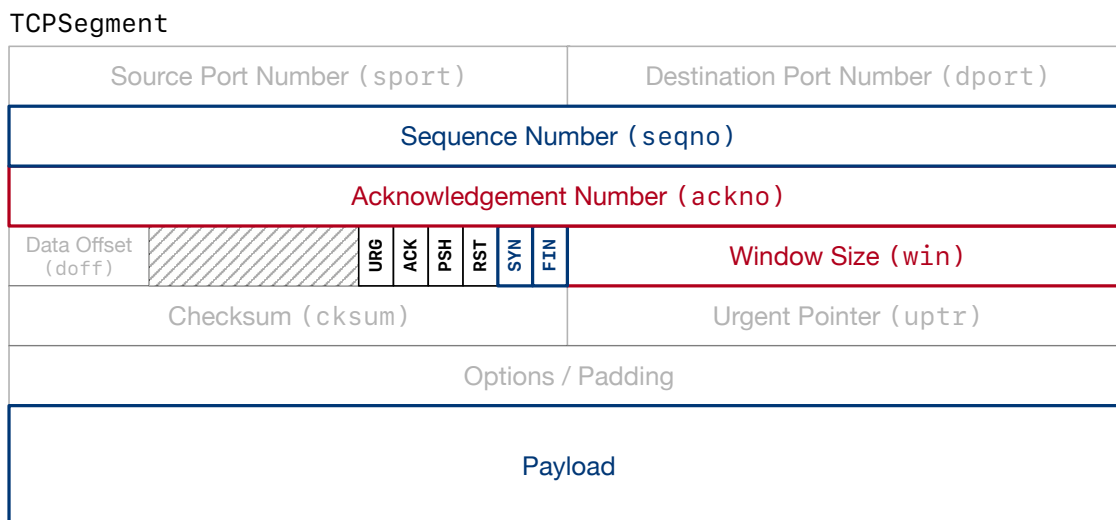 TCPSegment
Source Port Number (sport) Destination Port Number (dport)
Sequence Number (seqno)
Acknowledgement Number (ackno)
Data Offset
(doff)
URG ACK PSH RST SYN FIN
Window Size (win)
Checksum (cksum) Urgent Pointer (uptr)
Options / Padding
Payload